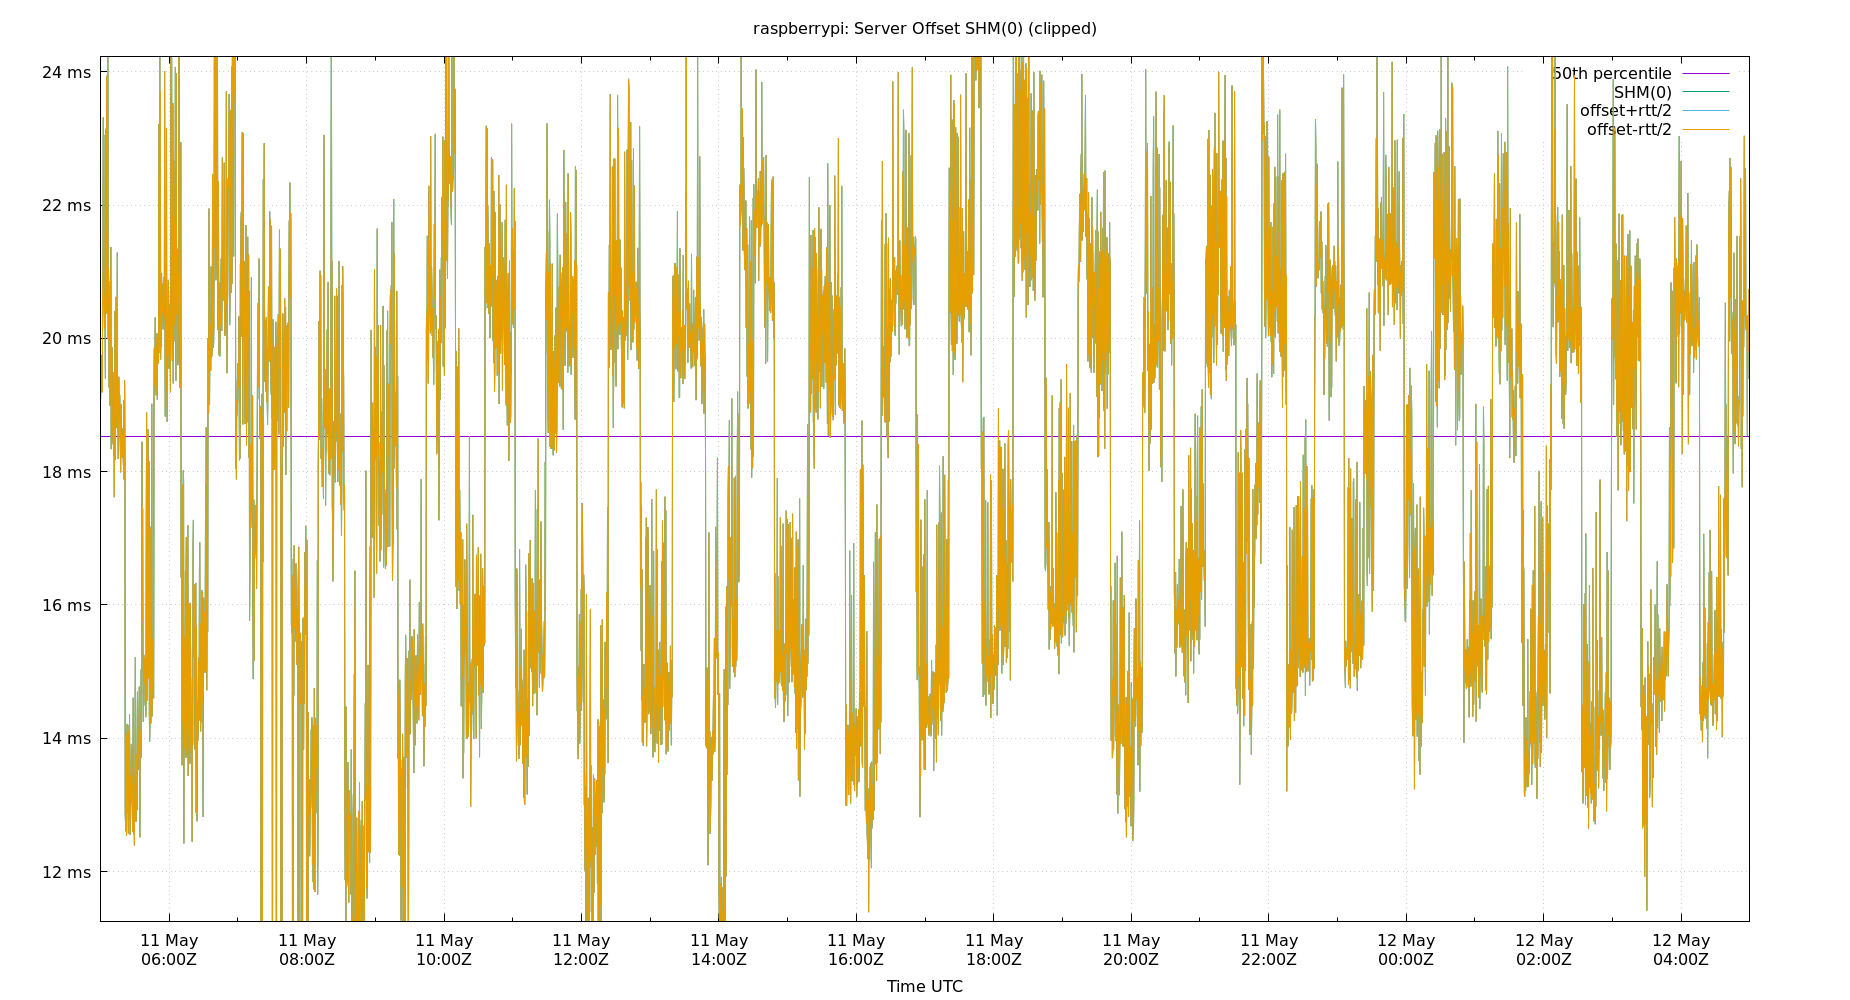 raspberrypi: Server Offset SHM(0) (clipped)
24 ms
22 ms
20 ms
18 ms
16 ms
14 ms
12 ms
50th percentile
SHM(0)
offset+rtt/2
offset-rtt/2
11 May 11 May 11 May 11 May 11 May 11 May 11 May 11 May 11 May 12 May 12 May 12 May
06:00Z 08:00Z 10:00Z 12:00Z 14:00Z 16:00Z 18:00Z 20:00Z 22:00Z 00:00Z 02:00Z 04:00Z
Time UTC